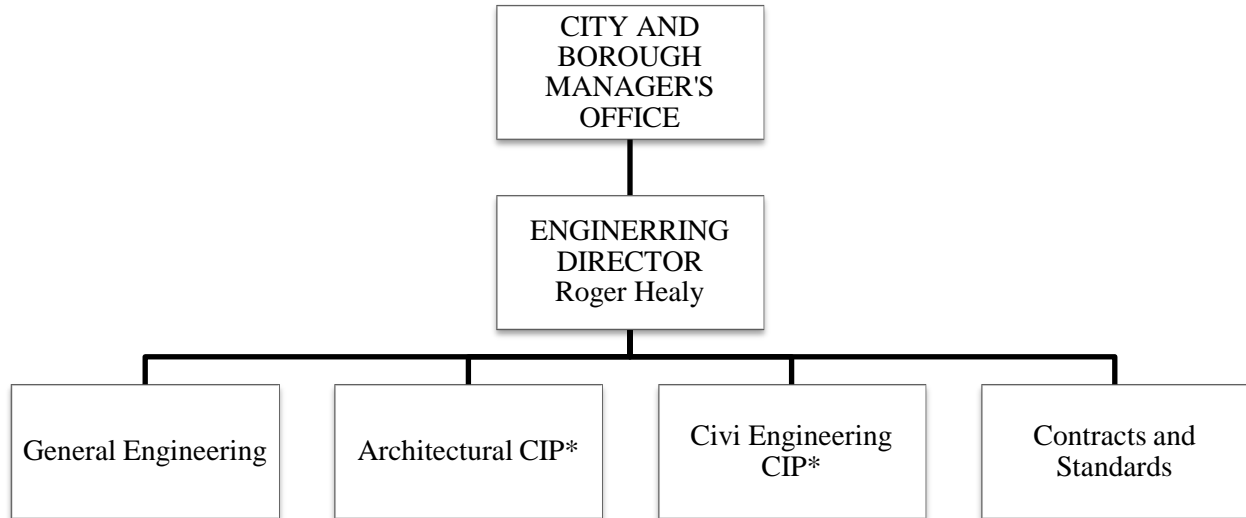 CITY AND
BOROUGH
MANAGER'S
OFFICE
ENGINERRING
DIRECTOR
Roger Healy
General Engineering
Architectural CIP*
Civi Engineering
CIP*
Contracts and
Standards